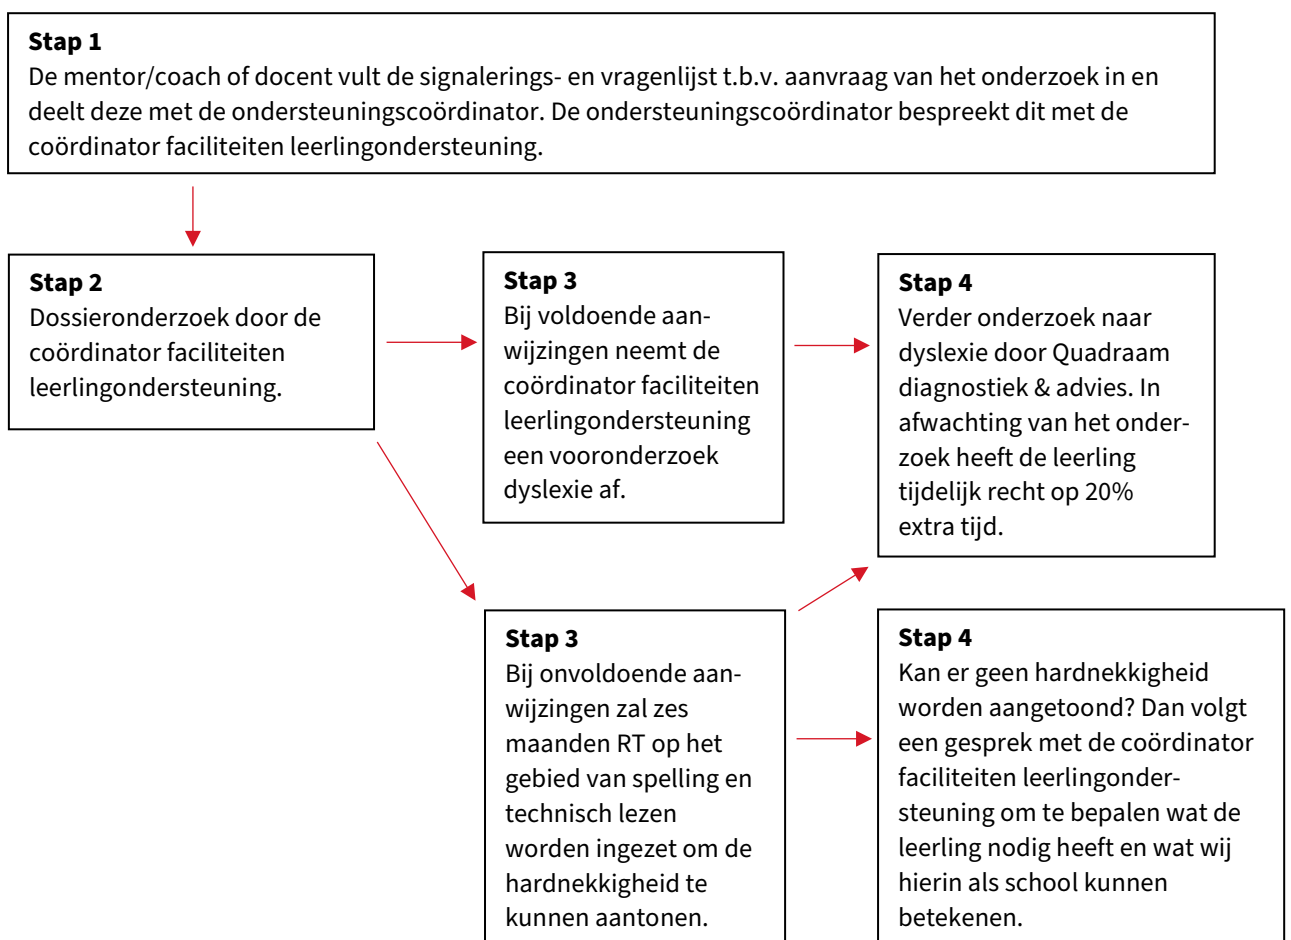 Stap 1
De mentor/coach of docent vult de signalerings- en vragenlijst t.b.v. aanvraag van het onderzoek in en
deelt deze met de ondersteuningscoördinator. De ondersteuningscoördinator bespreekt dit met de
coördinator faciliteiten leerlingondersteuning.
Stap 2
Dossieronderzoek door de
coördinator faciliteiten
leerlingondersteuning.
Stap 3
Bij voldoende aan-
wijzingen neemt de
coördinator faciliteiten
leerlingondersteuning
een vooronderzoek
dyslexie af.
Stap 4
Verder onderzoek naar
dyslexie door Quadraam
diagnostiek & advies. In
afwachting van het onder-
zoek heeft de leerling
tijdelijk recht op 20%
extra tijd.
Stap 3
Bij onvoldoende aan-
wijzingen zal zes
maanden RT op het
gebied van spelling en
technisch lezen
worden ingezet om de
hardnekkigheid te
kunnen aantonen.
Stap 4
Kan er geen hardnekkigheid
worden aangetoond? Dan volgt
een gesprek met de coördinator
faciliteiten leerlingonder-
steuning om te bepalen wat de
leerling nodig heeft en wat wij
hierin als school kunnen
betekenen.